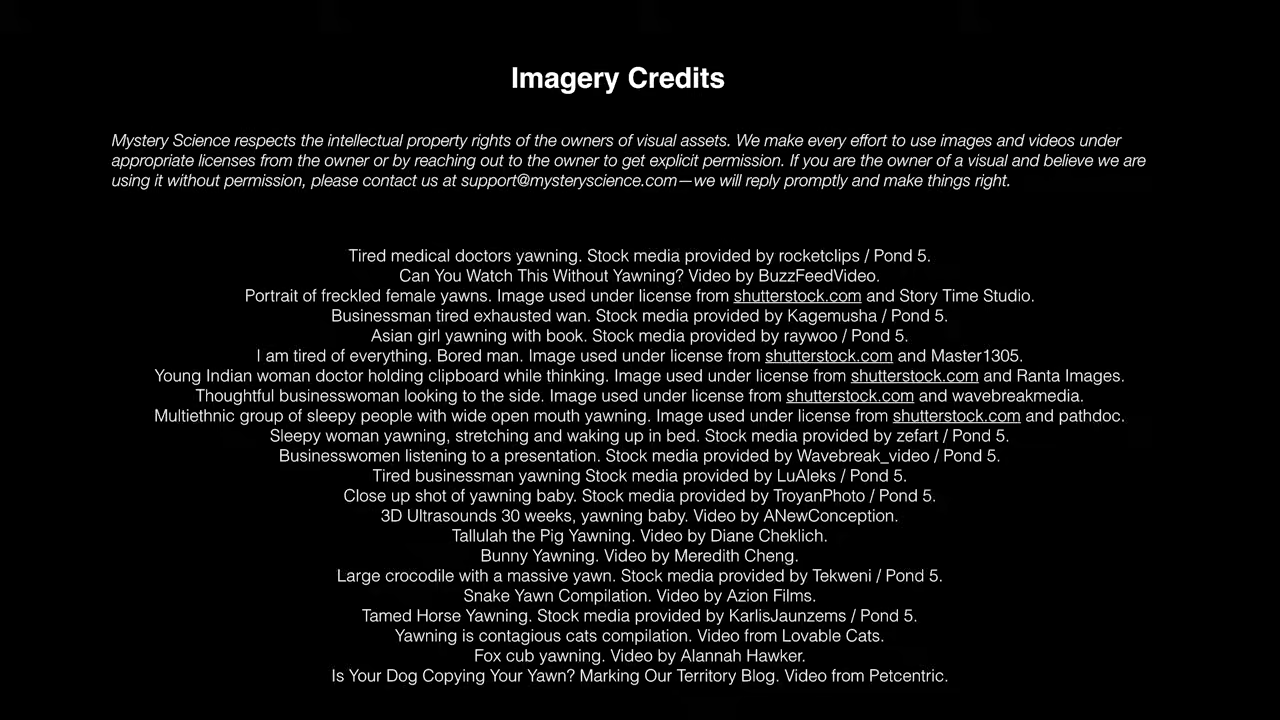 Imagery Credits
Mystery Science respects the intellectual property rights of the owners of visual assets. We make every effort to use images and videos under
appropriate licenses from the owner or by reaching out to the owner to get explicit permission. If you are the owner of a visual and believe we are
using it without permission, please contact us at support@mysteryscience.com—we will reply promptly and make things right.
Tired medical doctors yawning. Stock media provided by rocketclips / Pond 5.
Can You Watch This Without Yawning? Video by BuzzFeedVideo.
Portrait of freckled female yawns. Image used under license from shutterstock.com and Story Time Studio.
Businessman tired exhausted wan. Stock media provided by Kagemusha / Pond 5.
Asian girl yawning with book. Stock media provided by raywoo / Pond 5.
I am tired of everything. Bored man. Image used under license from shutterstock.com and Master1305.
Young Indian woman doctor holding clipboard while thinking. Image used under license from shutterstock.com and Ranta Images.
Thoughtful businesswoman looking to the side. Image used under license from shutterstock.com and wavebreakmedia.
Multiethnic group of sleepy people with wide open mouth yawning. Image used under license from shutterstock.com and pathdoc.
Sleepy woman yawning, stretching and waking up in bed. Stock media provided by zefart / Pond 5.
Businesswomen listening to a presentation. Stock media provided by Wavebreak_video / Pond 5.
Tired businessman yawning Stock media provided by LuAleks / Pond 5.
Close up shot of yawning baby. Stock media provided by TroyanPhoto / Pond 5.
3D Ultrasounds 30 weeks, yawning baby. Video by ANewConception.
Tallulah the Pig Yawning. Video by Diane Cheklich.
Bunny Yawning. Video by Meredith Cheng.
Large crocodile with a massive yawn. Stock media provided by Tekweni / Pond 5.
Snake Yawn Compilation. Video by Azion Films.
Tamed Horse Yawning. Stock media provided by KarlisJaunzems / Pond 5.
Yawning is contagious cats compilation. Video from Lovable Cats.
Fox cub yawning. Video by Alannah Hawker.
Is Your Dog Copying Your Yawn? Marking Our Territory Blog. Video from Petcentric.